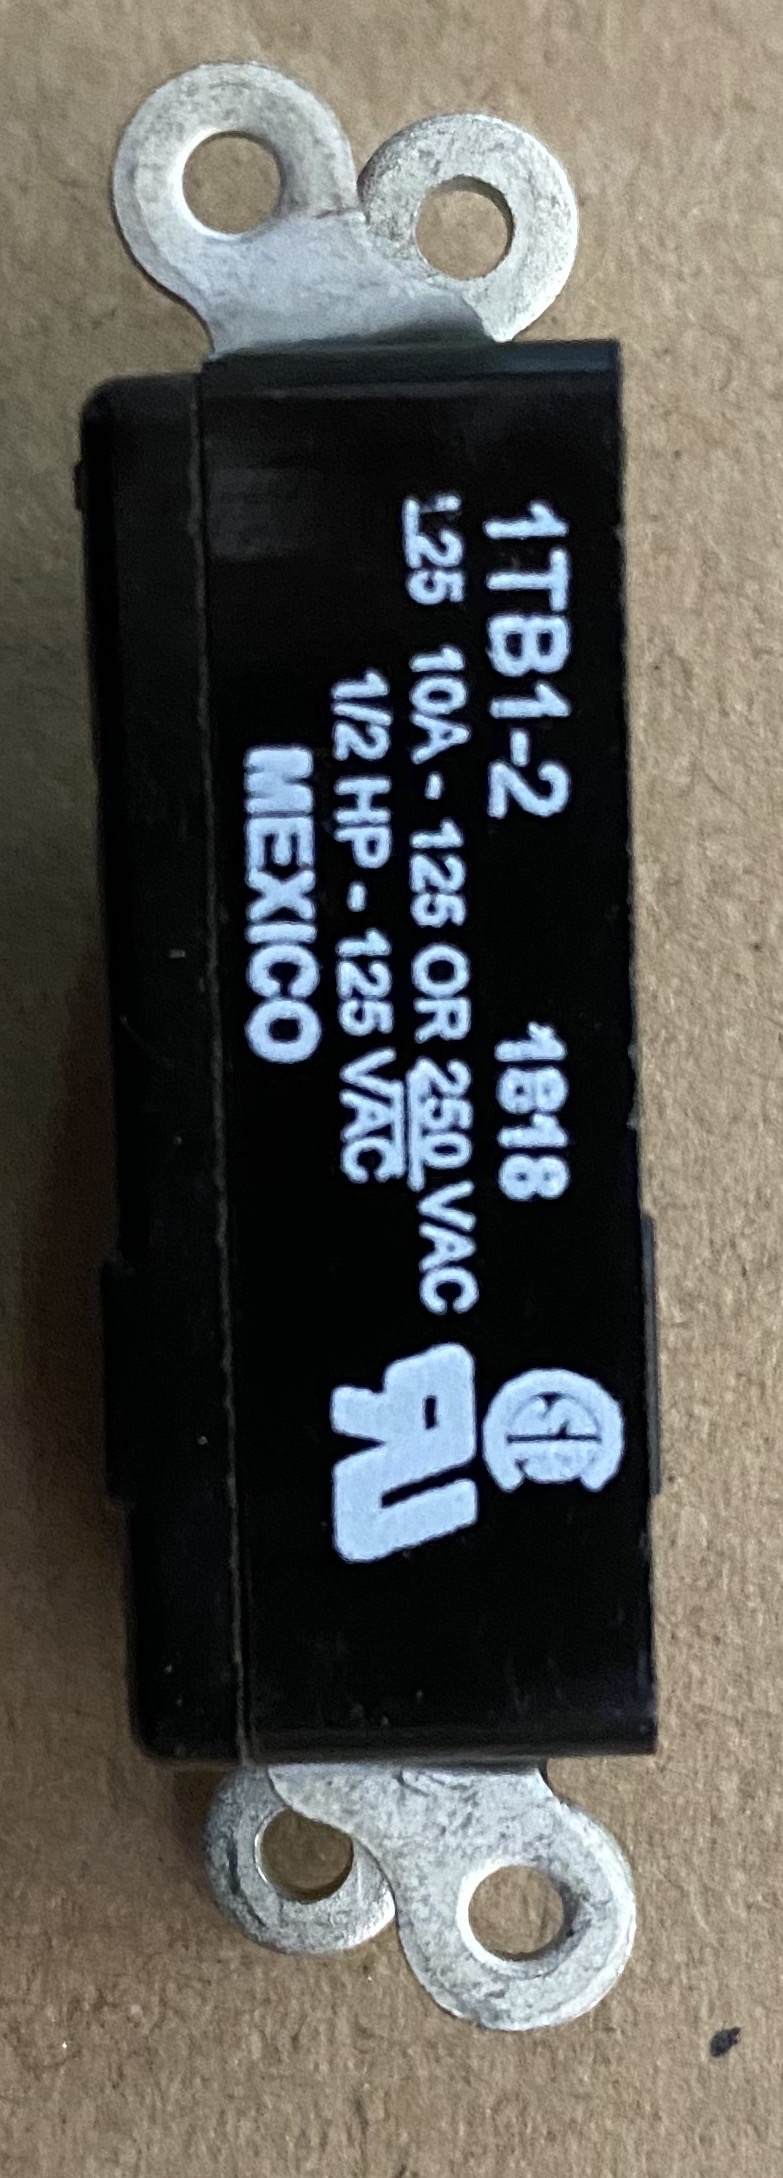 1TB1-2 1818
.25 10A - 125 OR 250 VAC
1/2 HP - 125 VAC
MEXICO